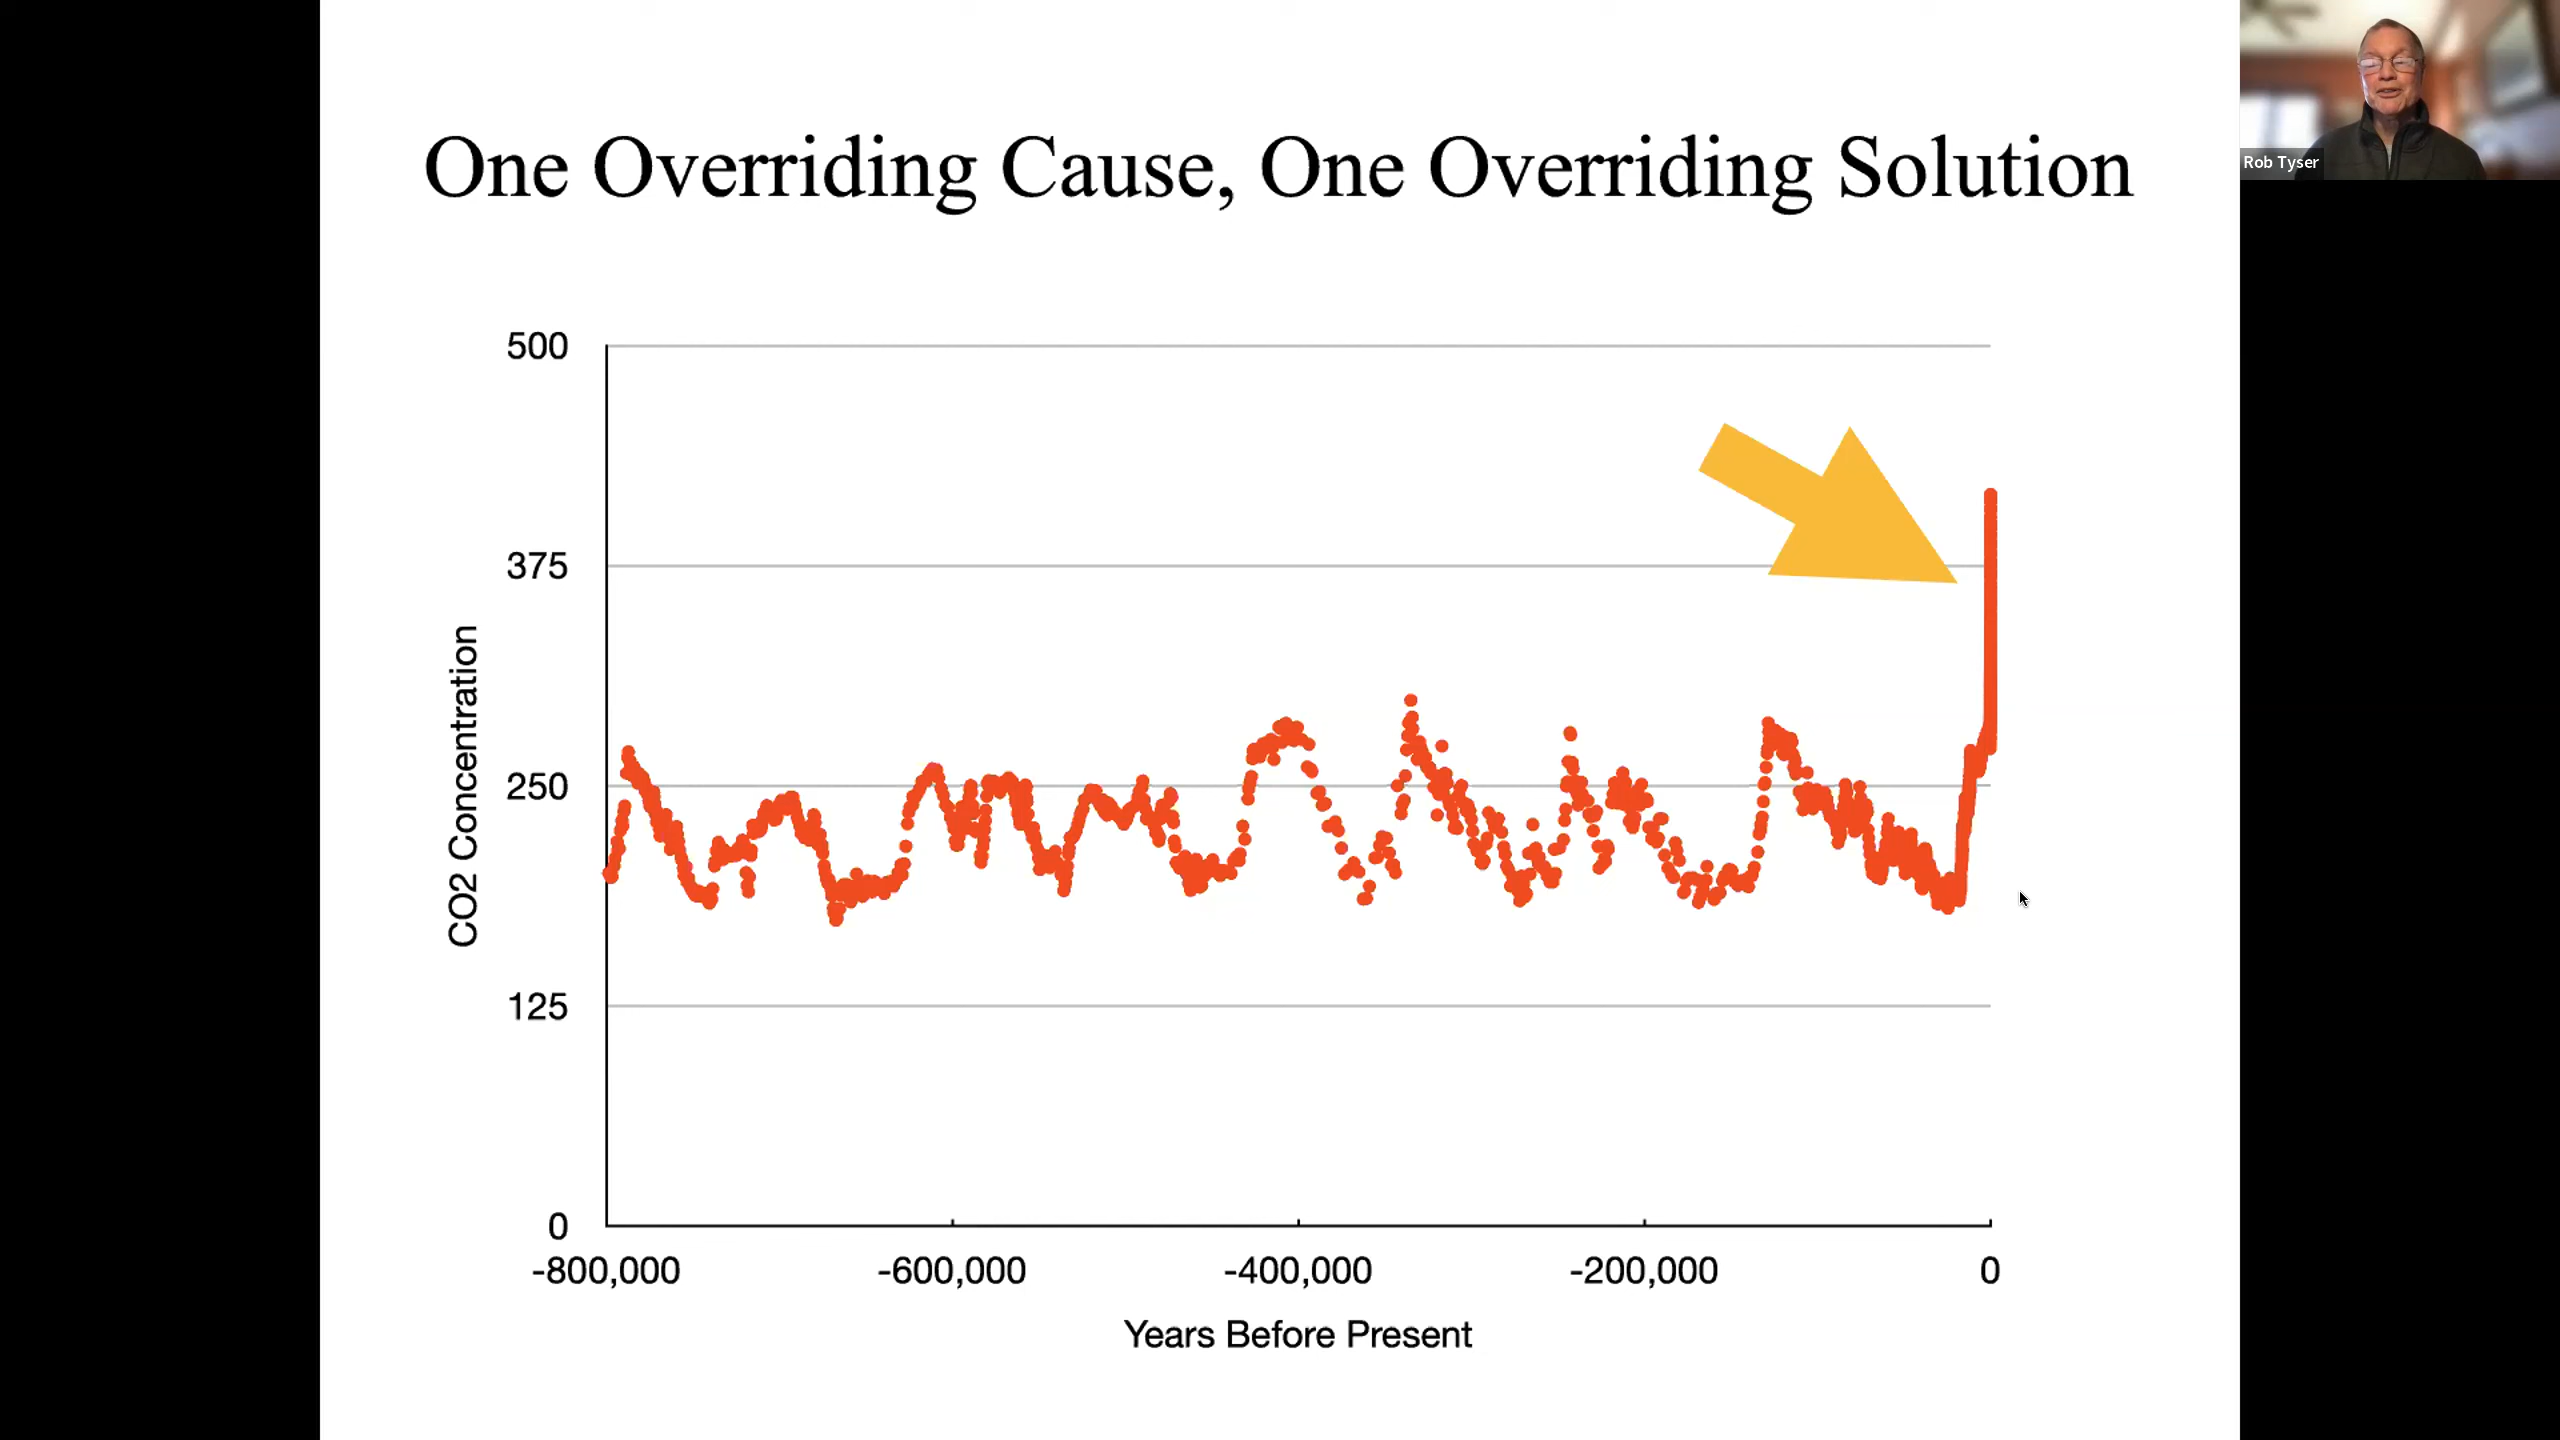 One Overriding Cause, One Overriding Solution
Rob Tyser
500
375
250
125
0
CO2 Concentration
-800,000
-600,000
-400,000
-200,000
0
Years Before Present